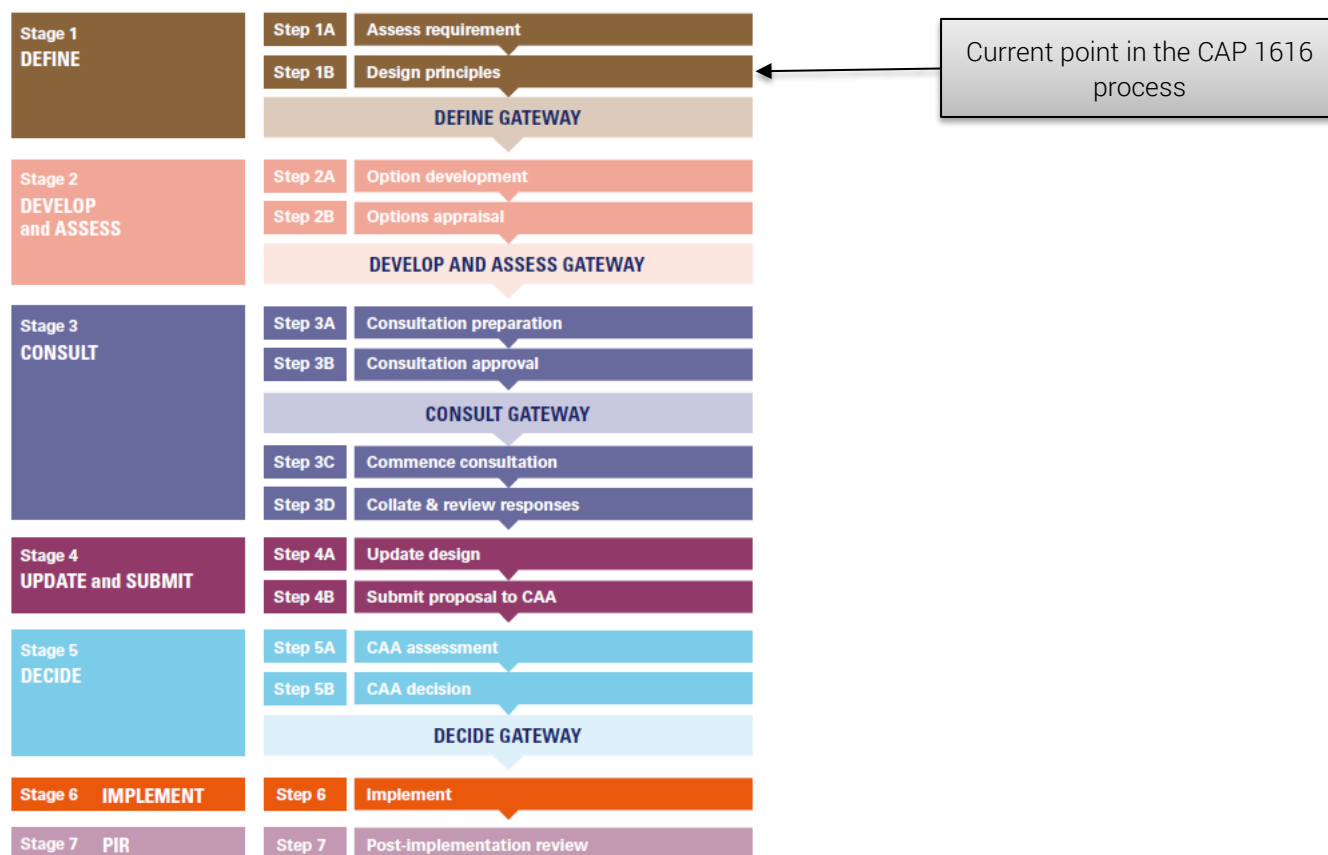 Stage 1
DEFINE
Step 1A Assess requirement
Step 1B Design principles
DEFINE GATEWAY
Current point in the CAP 1616
process
Stage 2
DEVELOP
and ASSESS
Step 2A Option development
Step 2B Options appraisal
DEVELOP AND ASSESS GATEWAY
Stage 3
CONSULT
Step 3A Consultation preparation
Step 3B Consultation approval
CONSULT GATEWAY
Step 3C Commence consultation
Step 3D Collate & review responses
Stage 4
UPDATE and SUBMIT
Step 4A Update design
Step 4B Submit proposal to CAA
Stage 5
DECIDE
Step 5A CAA assessment
Step 5B CAA decision
DECIDE GATEWAY
Stage 6 IMPLEMENT
Step 6 Implement
Stage 7 PIR
Step 7 Post-implementation review